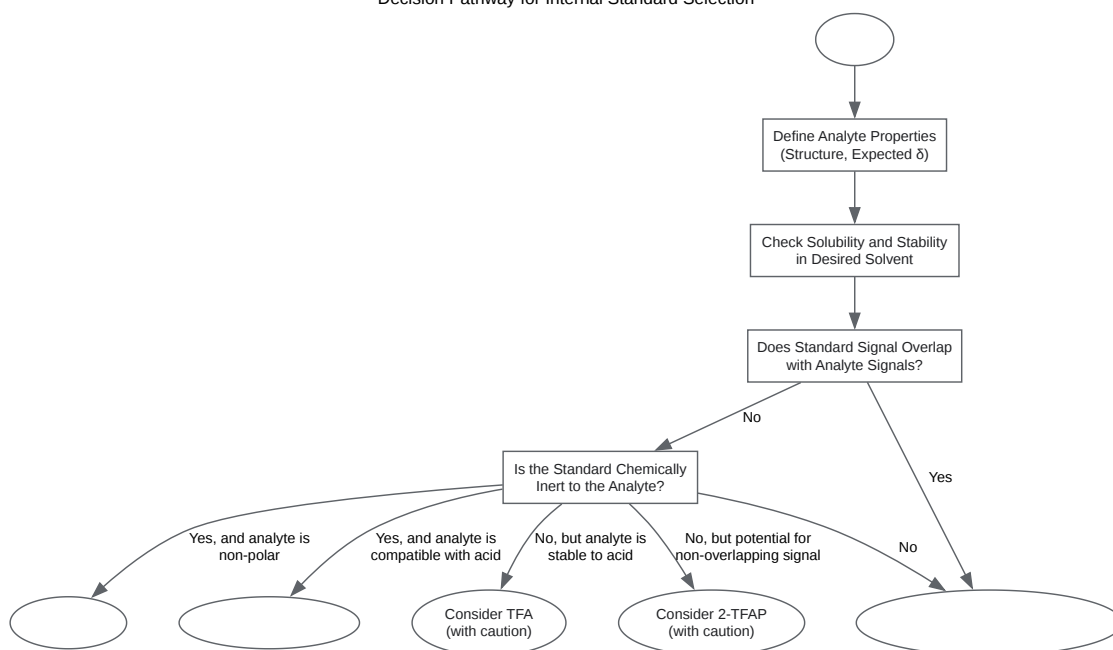 Decision Pathway for Internal Standard Selection
Define Analyte Properties
(Structure, Expected δ)
Check Solubility and Stability
in Desired Solvent
Does Standard Signal Overlap
with Analyte Signals?
No
Yes
Is the Standard Chemically
Inert to the Analyte?
Yes, and analyte is
non-polar
Yes, and analyte is
compatible with acid
No, but analyte is
stable to acid
No, but potential for
non-overlapping signal
No
Consider TFA
(with caution)
Consider 2-TFAP
(with caution)